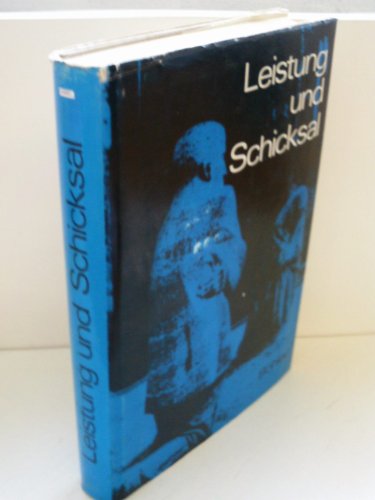 Leistung
und
Schicksal
Leistung und Schicksal